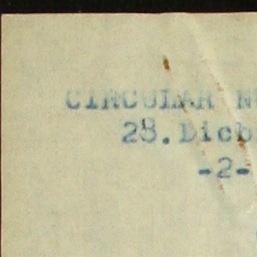 CIRCULAR N
28.Dicb
-2-